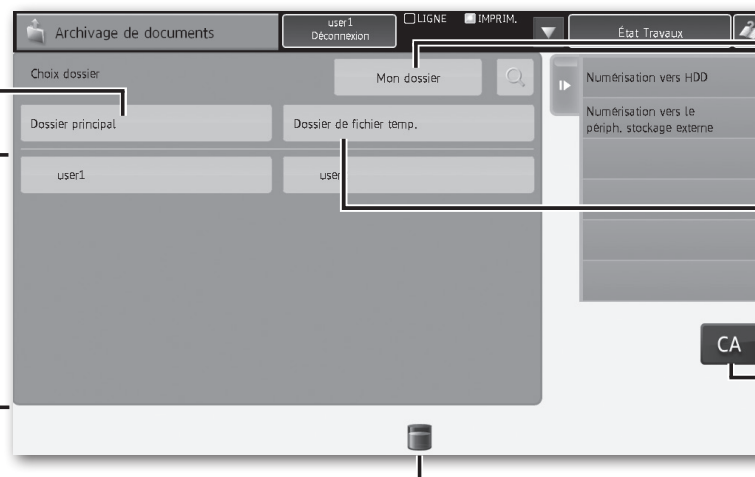 Archivage de documents
user1
Déconnexion
LIGNE
IMPRIM.
État Travaux
Choix dossier
Mon dossier
Numérisation vers HDD
Dossier principal
Dossier de fichier temp.
Numérisation vers le
périph. stockage externe
user1
user
CA